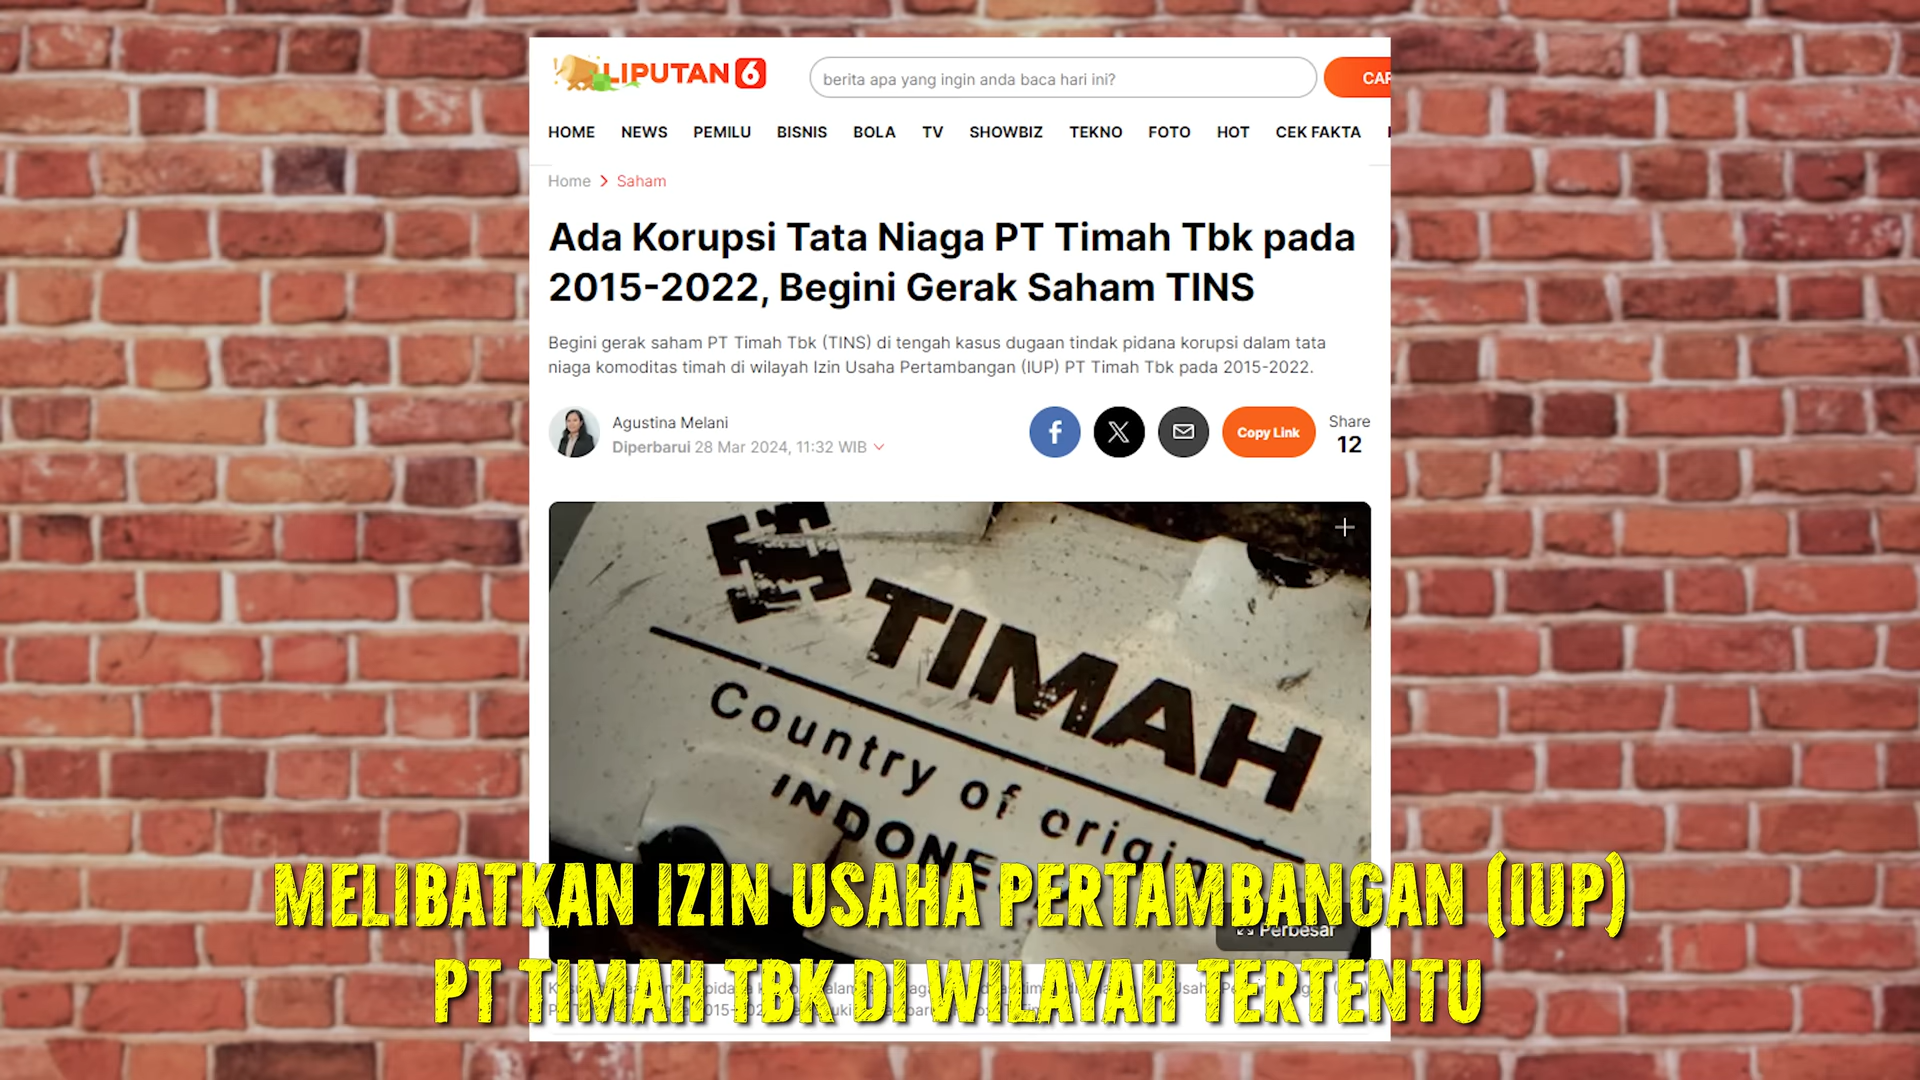 LIPUTAN 6
berita apa yang ingin anda baca hari ini?
CAR
HOME NEWS PEMILU BISNIS BOLA TV SHOWBIZ TEKNO FOTO HOT CEK FAKTA
Home > Saham
Ada Korupsi Tata Niaga PT Timah Tbk pada
2015-2022, Begini Gerak Saham TINS
Begini gerak saham PT Timah Tbk (TINS) di tengah kasus dugaan tindak pidana korupsi dalam tata
niaga komoditas timah di wilayah Izin Usaha Pertambangan (IUP) PT Timah Tbk pada 2015-2022.
Agustina Melani
Diperbarui 28 Mar 2024, 11:32 WIB
Copy Link
Share
12
TIMAH
Country of origin
INDONE
Perbesar
MELIBATKAN IZIN USAHA PERTAMBANGAN (IUP)
PT TIMAH TBK DI WILAYAH TERTENTU